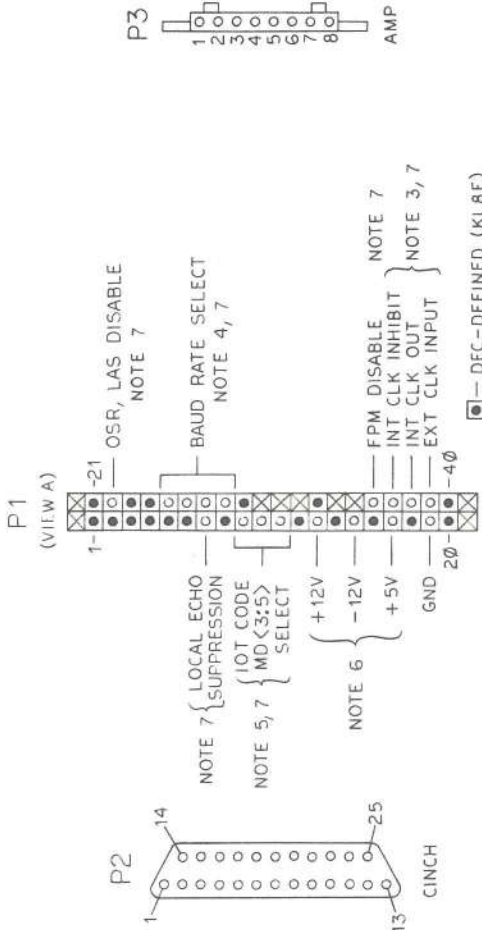 P2
1
14
13
25
CINCH
P1
(VIEW A)
1-
-21
OSR, LAS DISABLE
NOTE 7
BAUD RATE SELECT
NOTE 4, 7
NOTE 7 { LOCAL ECHO
SUPPRESSION
NOTE 5, 7 { IOT CODE
MD<3:5>
SELECT
NOTE 6 { +12V
-12V
+5V
GND
FPM DISABLE NOTE 7
INT CLK INHIBIT
INT CLK OUT } NOTE 3, 7
EXT CLK INPUT
2Ø-
-4Ø
P3
1
2
3
4
5
6
7
8
AMP
- DEC-DEFINED (KL8E)